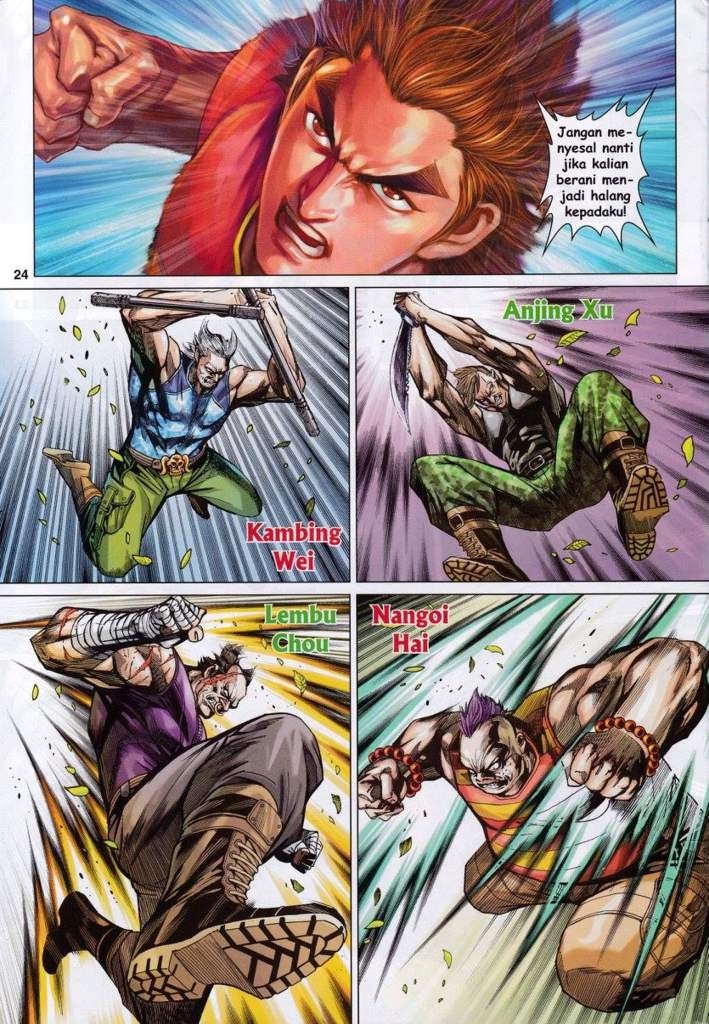 Jangan me-
nyesal nanti
jika kalian
berani men-
jadi halang
kepadaku!
24
Anjing Xu
Kambing
Wei
Lembu
Chou
Nangoi
Hai